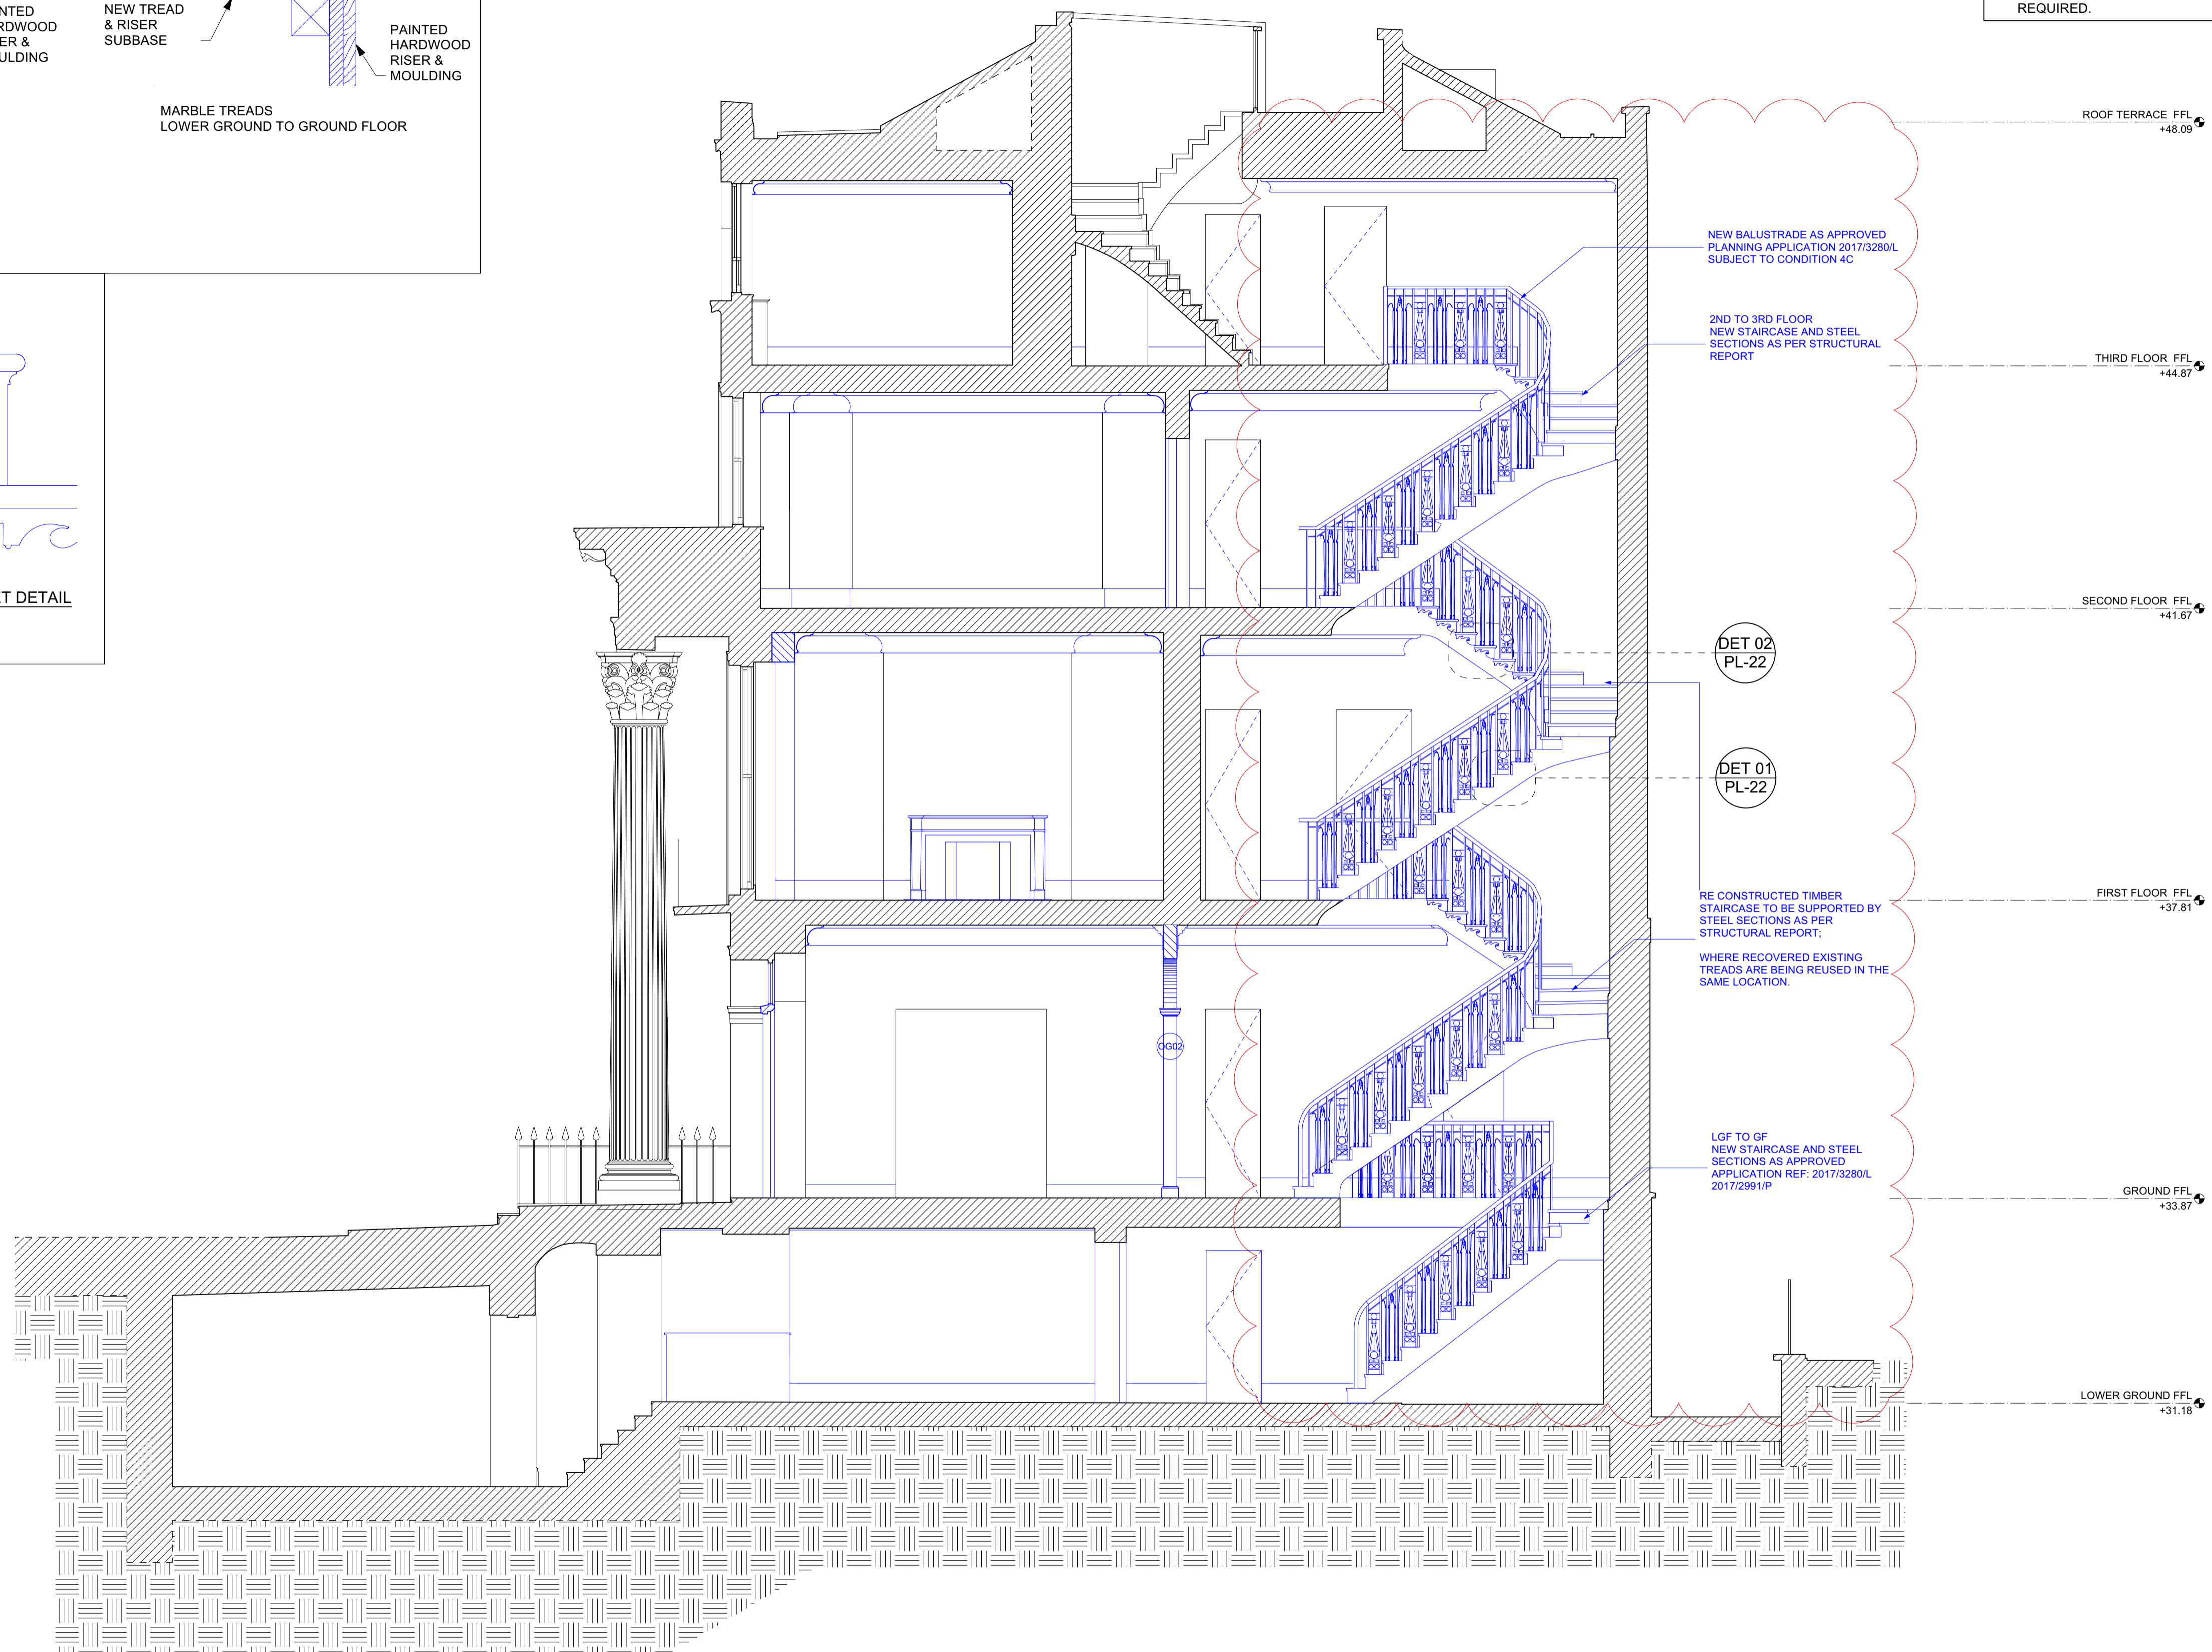 NEW TREAD
& RISER
SUBBASE
PAINTED
HARDWOOD
RISER &
MOULDING
MARBLE TREADS
LOWER GROUND TO GROUND FLOOR
REQUIRED.
T DETAIL
ROOF TERRACE FFL
+48.09
NEW BALUSTRADE AS APPROVED
PLANNING APPLICATION 2017/3280/L
SUBJECT TO CONDITION 4C
2ND TO 3RD FLOOR
NEW STAIRCASE AND STEEL
SECTIONS AS PER STRUCTURAL
REPORT
THIRD FLOOR FFL
+44.87
SECOND FLOOR FFL
+41.67
DET 02
PL-22
DET 01
PL-22
RE CONSTRUCTED TIMBER
STAIRCASE TO BE SUPPORTED BY
STEEL SECTIONS AS PER
STRUCTURAL REPORT;
WHERE RECOVERED EXISTING
TREADS ARE BEING REUSED IN THE
SAME LOCATION.
FIRST FLOOR FFL
+37.81
OG02
LGF TO GF
NEW STAIRCASE AND STEEL
SECTIONS AS APPROVED
APPLICATION REF: 2017/3280/L
2017/2991/P
GROUND FFL
+33.87
LOWER GROUND FFL
+31.18